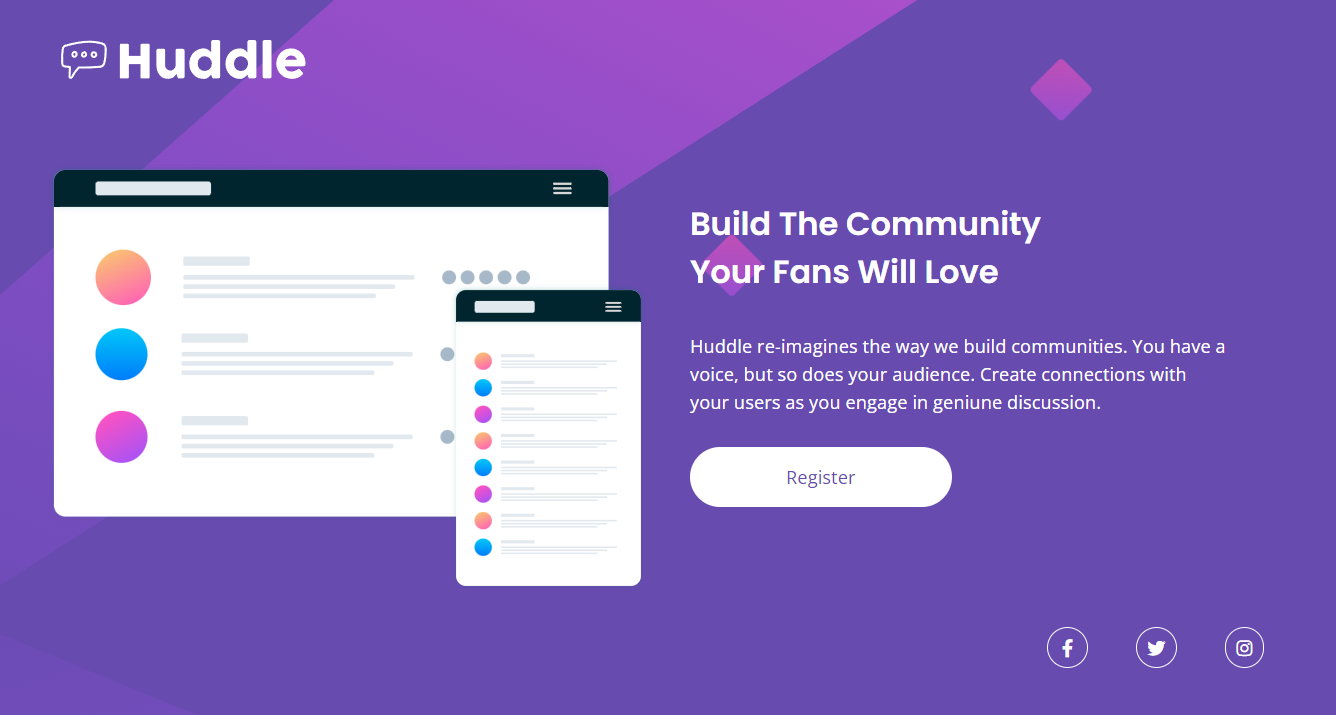 Huddle
Build The Community
Your Fans Will Love
Huddle re-imagines the way we build communities. You have a
voice, but so does your audience. Create connections with
your users as you engage in geniune discussion.
Register